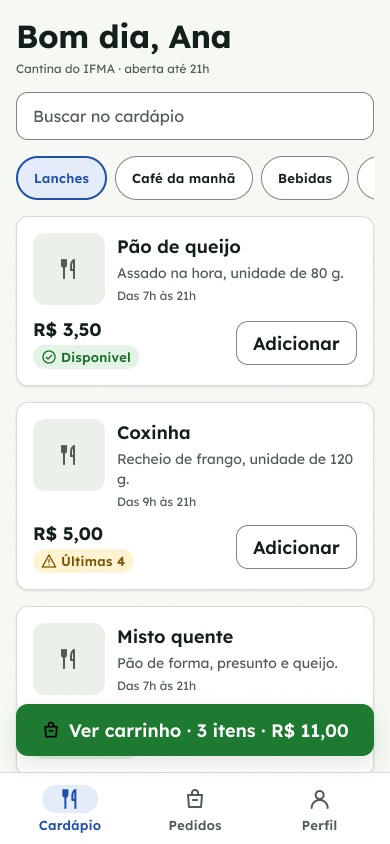 Bom dia, Ana
Cantina do IFMA · aberta até 21h
Buscar no cardápio
Lanches
Café da manhã
Bebidas
Pão de queijo
Assado na hora, unidade de 80 g.
Das 7h às 21h
R$ 3,50
Disponível
Adicionar
Coxinha
Recheio de frango, unidade de 120
g.
Das 9h às 21h
R$ 5,00
Últimas 4
Adicionar
Misto quente
Pão de forma, presunto e queijo.
Das 7h às 21h
Ver carrinho · 3 itens · R$ 11,00
Cardápio
Pedidos
Perfil